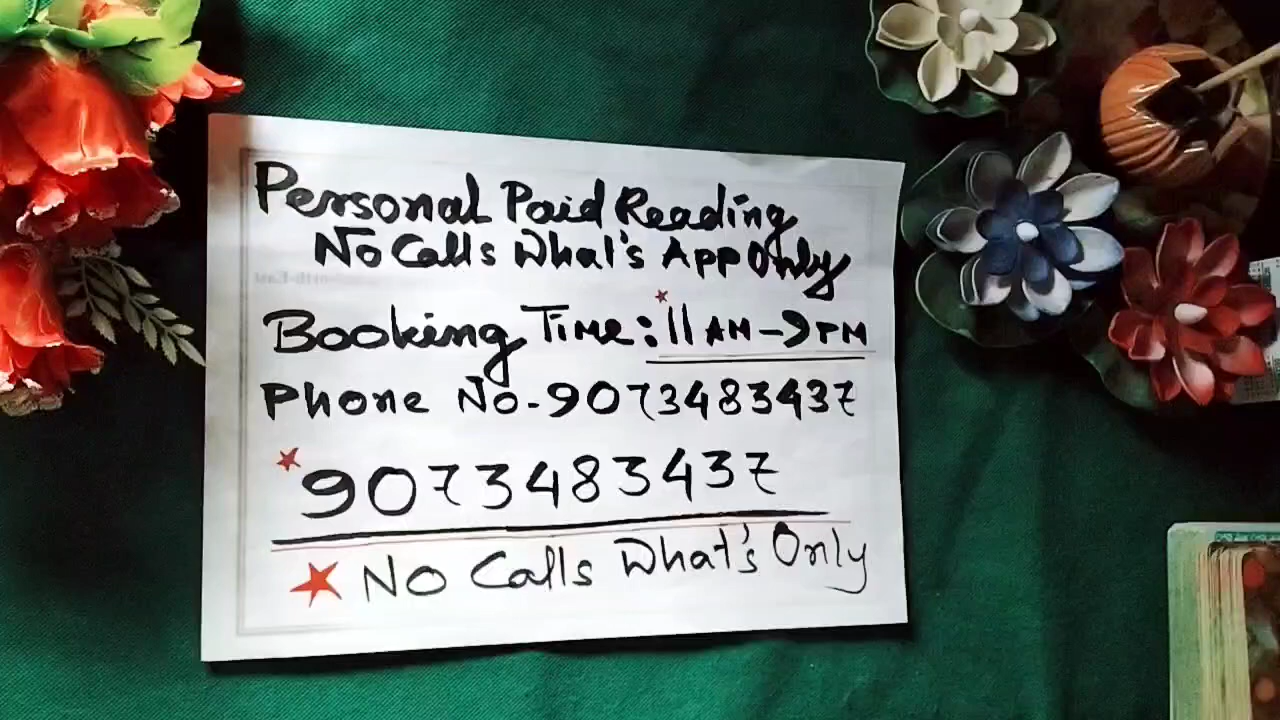 Personal Paid Reading
No Calls What's App Only
Booking Time: 11 AM → 9 PM
Phone No- 9073483437
9073483437
No Calls What's Only